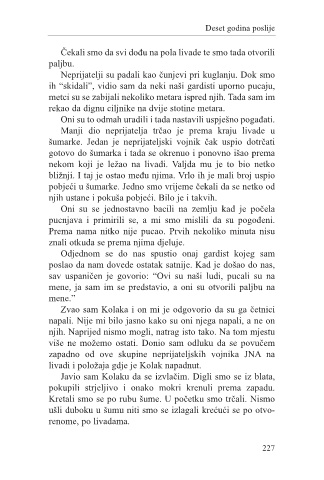 Deset godina poslije
Čekali smo da svi dođu na pola livade te smo tada otvorili
paljbu.
Neprijatelji su padali kao čunjevi pri kuglanju. Dok smo
ih “skidali”, vidio sam da neki naši gardisti uporno pucaju,
metci su se zabijali nekoliko metara ispred njih. Tada sam im
rekao da dignu ciljnike na dvije stotine metara.
Oni su to odmah uradili i tada nastavili uspješno pogađati.
Manji dio neprijatelja trčao je prema kraju livade u
šumarke. Jedan je neprijateljski vojnik čak uspio dotrčati
gotovo do šumarka i tada se okrenuo i ponovno išao prema
nekom koji je ležao na livadi. Valjda mu je to bio netko
bližnji. I taj je ostao među njima. Vrlo ih je mali broj uspio
pobjeći u šumarke. Jedno smo vrijeme čekali da se netko od
njih ustane i pokuša pobjeći. Bilo je i takvih.
Oni su se jednostavno bacili na zemlju kad je počela
pucnjava i primirili se, a mi smo mislili da su pogođeni.
Prema nama nitko nije pucao. Prvih nekoliko minuta nisu
znali otkuda se prema njima djeluje.
Odjednom se do nas spustio onaj gardist kojeg sam
poslao da nam dovede ostatak satnije. Kad je došao do nas,
sav uspaničen je govorio: “Ovi su naši ljudi, pucali su na
mene, ja sam im se predstavio, a oni su otvorili paljbu na
mene.”
Zvao sam Kolaka i on mi je odgovorio da su ga četnici
napali. Nije mi bilo jasno kako su oni njega napali, a ne on
njih. Naprijed nismo mogli, natrag isto tako. Na tom mjestu
više ne možemo ostati. Donio sam odluku da se povučem
zapadno od ove skupine neprijateljskih vojnika JNA na
livadi i položaja gdje je Kolak napadnut.
Javio sam Kolaku da se izvlačim. Digli smo se iz blata,
pokupili strjeljivo i onako mokri krenuli prema zapadu.
Kretali smo se po rubu šume. U početku smo trčali. Nismo
ušli duboko u šumu niti smo se izlagali krećući se po otvo-
renome, po livadama.
227